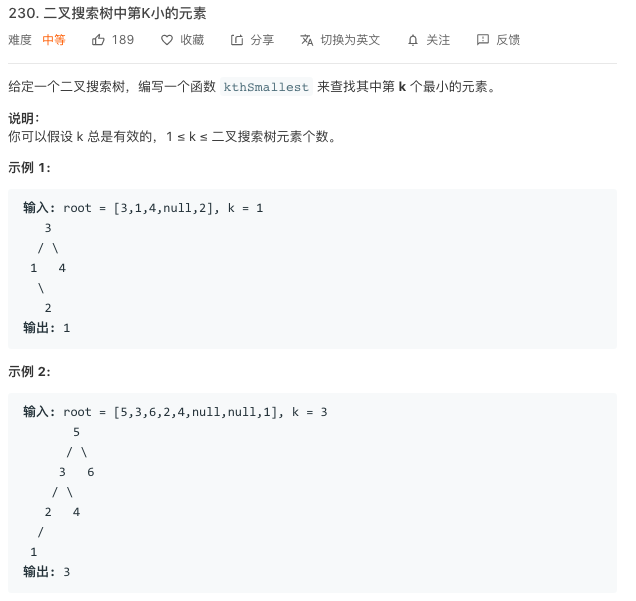 230. 二叉搜索树中第K小的元素
难度 中等 189 收藏 分享 切换为英文 关注 反馈
给定一个二叉搜索树，编写一个函数 kthSmallest 来查找其中第 k 个最小的元素。
说明：
你可以假设 k 总是有效的，1 ≤ k ≤ 二叉搜索树元素个数。
示例 1:
输入: root = [3,1,4,null,2], k = 1
3
/ \
1 4
\
2
输出: 1
示例 2:
输入: root = [5,3,6,2,4,null,null,1], k = 3
5
/ \
3 6
/ \
2 4
/
1
输出: 3